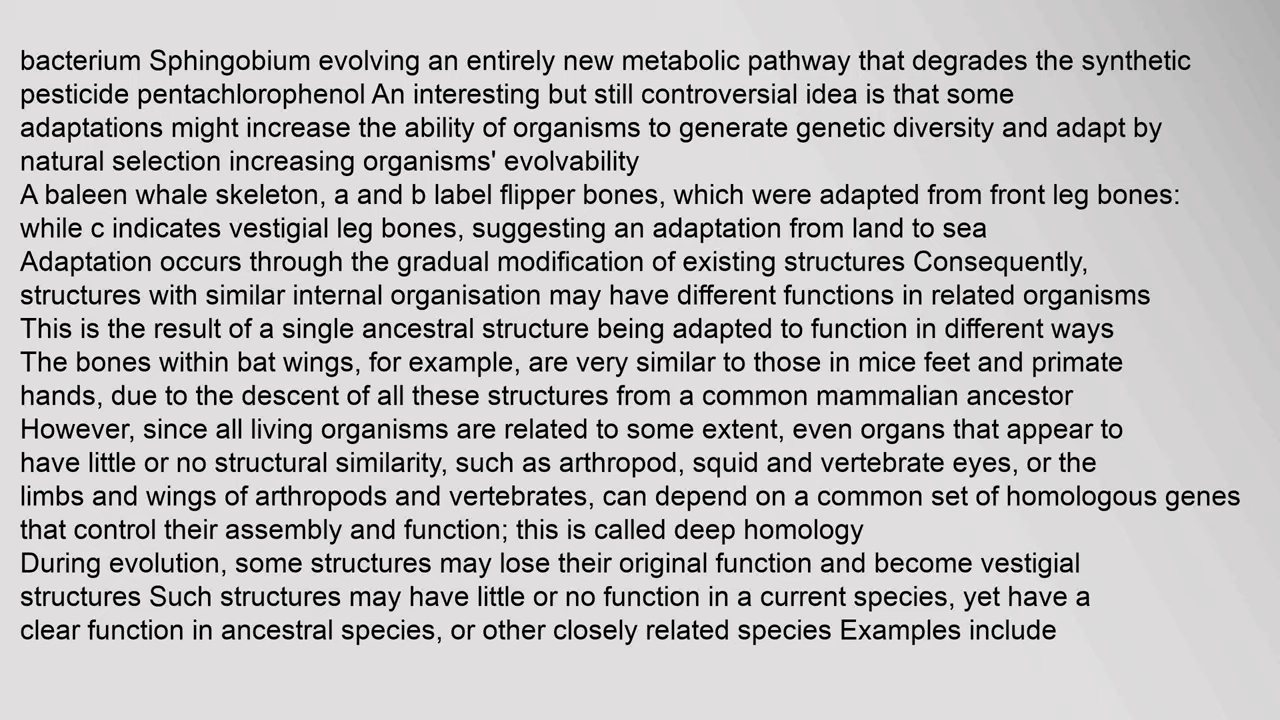 bacterium Sphingobium evolving an entirely new metabolic pathway that degrades the synthetic
pesticide pentachlorophenol An interesting but still controversial idea is that some
adaptations might increase the ability of organisms to generate genetic diversity and adapt by
natural selection increasing organisms' evolvability
A baleen whale skeleton, a and b label flipper bones, which were adapted from front leg bones:
while c indicates vestigial leg bones, suggesting an adaptation from land to sea
Adaptation occurs through the gradual modification of existing structures Consequently,
structures with similar internal organisation may have different functions in related organisms
This is the result of a single ancestral structure being adapted to function in different ways
The bones within bat wings, for example, are very similar to those in mice feet and primate
hands, due to the descent of all these structures from a common mammalian ancestor
However, since all living organisms are related to some extent, even organs that appear to
have little or no structural similarity, such as arthropod, squid and vertebrate eyes, or the
limbs and wings of arthropods and vertebrates, can depend on a common set of homologous genes
that control their assembly and function; this is called deep homology
During evolution, some structures may lose their original function and become vestigial
structures Such structures may have little or no function in a current species, yet have a
clear function in ancestral species, or other closely related species Examples include